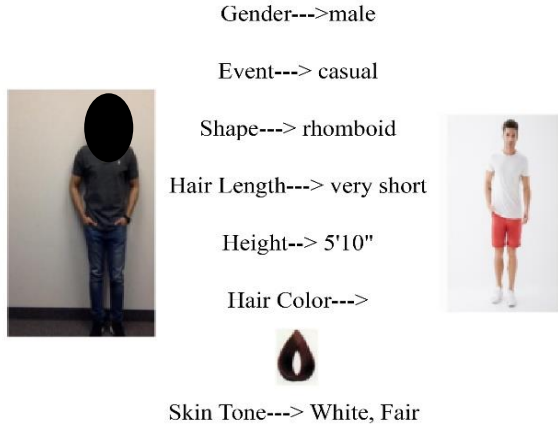 Gender--->male
Event---> casual
Shape---> rhomboid
Hair Length---> very short
Height--> 5'10"
Hair Color--->
Skin Tone---> White, Fair